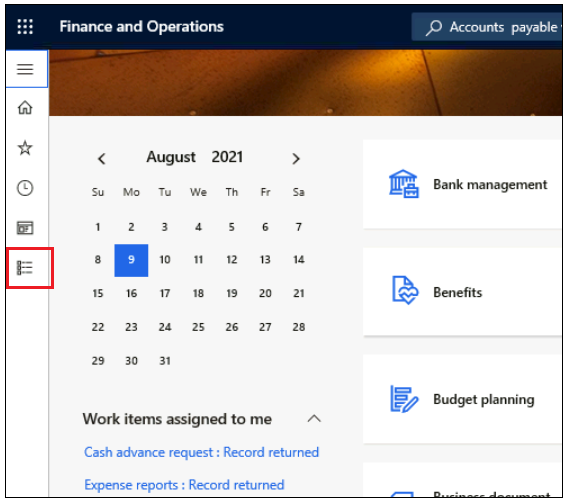 Finance and Operations
Accounts payable
August 2021
Su Mo Tu We Th Fr Sa
1 2 3 4 5 6 7
8 9 10 11 12 13 14
15 16 17 18 19 20 21
22 23 24 25 26 27 28
29 30 31
Work items assigned to me
Cash advance request : Record returned
Expense reports : Record returned
Bank management
Benefits
Budget planning
Business document